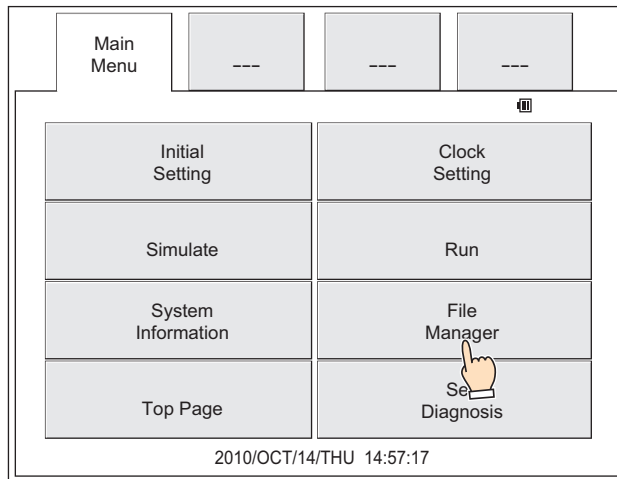 Main
Menu
---
---
---
Initial
Setting
Clock
Setting
Simulate
Run
System
Information
File
Manager
Top Page
Diagnosis
2010/OCT/14/THU 14:57:17